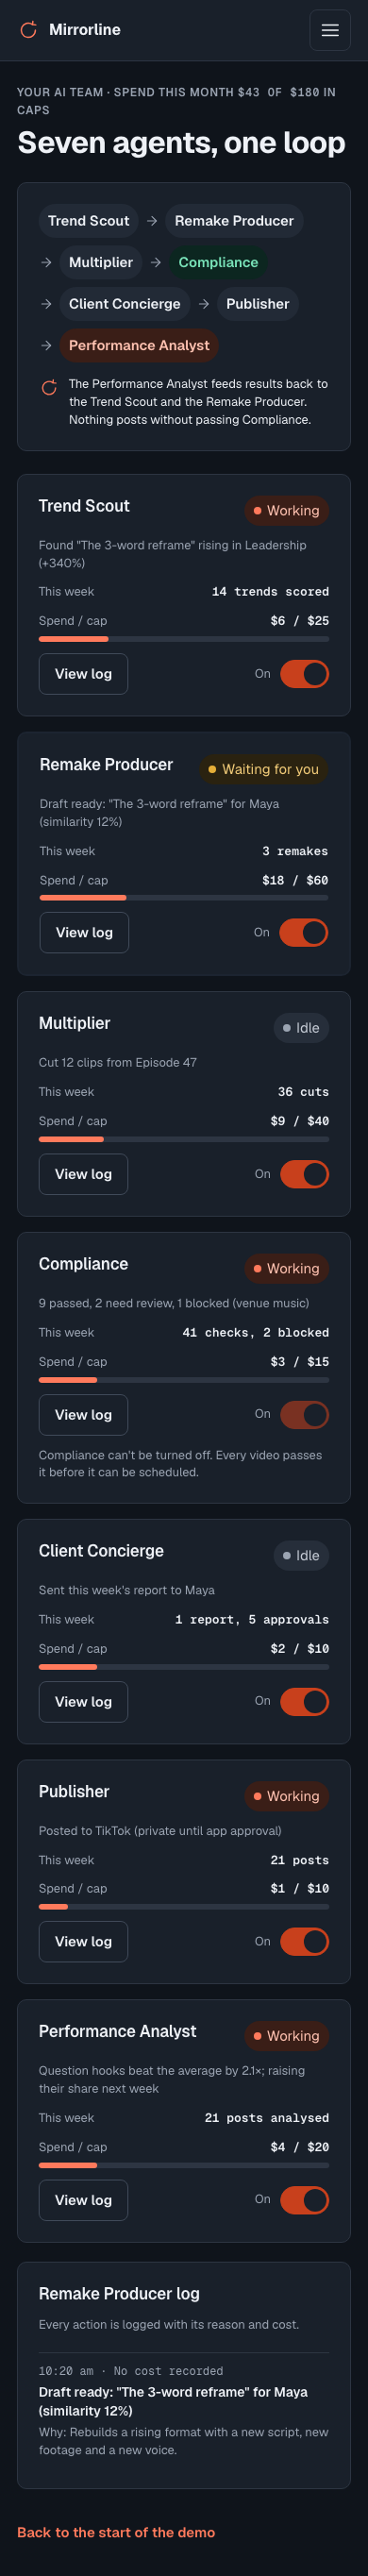 Mirrorline
YOUR AI TEAM · SPEND THIS MONTH $43 OF $180 IN
CAPS
Seven agents, one loop
Trend Scout → Remake Producer
→ Multiplier → Compliance
→ Client Concierge → Publisher
→ Performance Analyst
The Performance Analyst feeds results back to
the Trend Scout and the Remake Producer.
Nothing posts without passing Compliance.
Trend Scout
Working
Found "The 3-word reframe" rising in Leadership
(+340%)
This week 14 trends scored
Spend / cap $6 / $25
View log On
Remake Producer
Waiting for you
Draft ready: "The 3-word reframe" for Maya
(similarity 12%)
This week 3 remakes
Spend / cap $18 / $60
View log On
Multiplier
Idle
Cut 12 clips from Episode 47
This week 36 cuts
Spend / cap $9 / $40
View log On
Compliance
Working
9 passed, 2 need review, 1 blocked (venue music)
This week 41 checks, 2 blocked
Spend / cap $3 / $15
View log On
Compliance can't be turned off. Every video passes
it before it can be scheduled.
Client Concierge
Idle
Sent this week's report to Maya
This week 1 report, 5 approvals
Spend / cap $2 / $10
View log On
Publisher
Working
Posted to TikTok (private until app approval)
This week 21 posts
Spend / cap $1 / $10
View log On
Performance Analyst
Working
Question hooks beat the average by 2.1×; raising
their share next week
This week 21 posts analysed
Spend / cap $4 / $20
View log On
Remake Producer log
Every action is logged with its reason and cost.
10:20 am · No cost recorded
Draft ready: "The 3-word reframe" for Maya
(similarity 12%)
Why: Rebuilds a rising format with a new script, new
footage and a new voice.
Back to the start of the demo